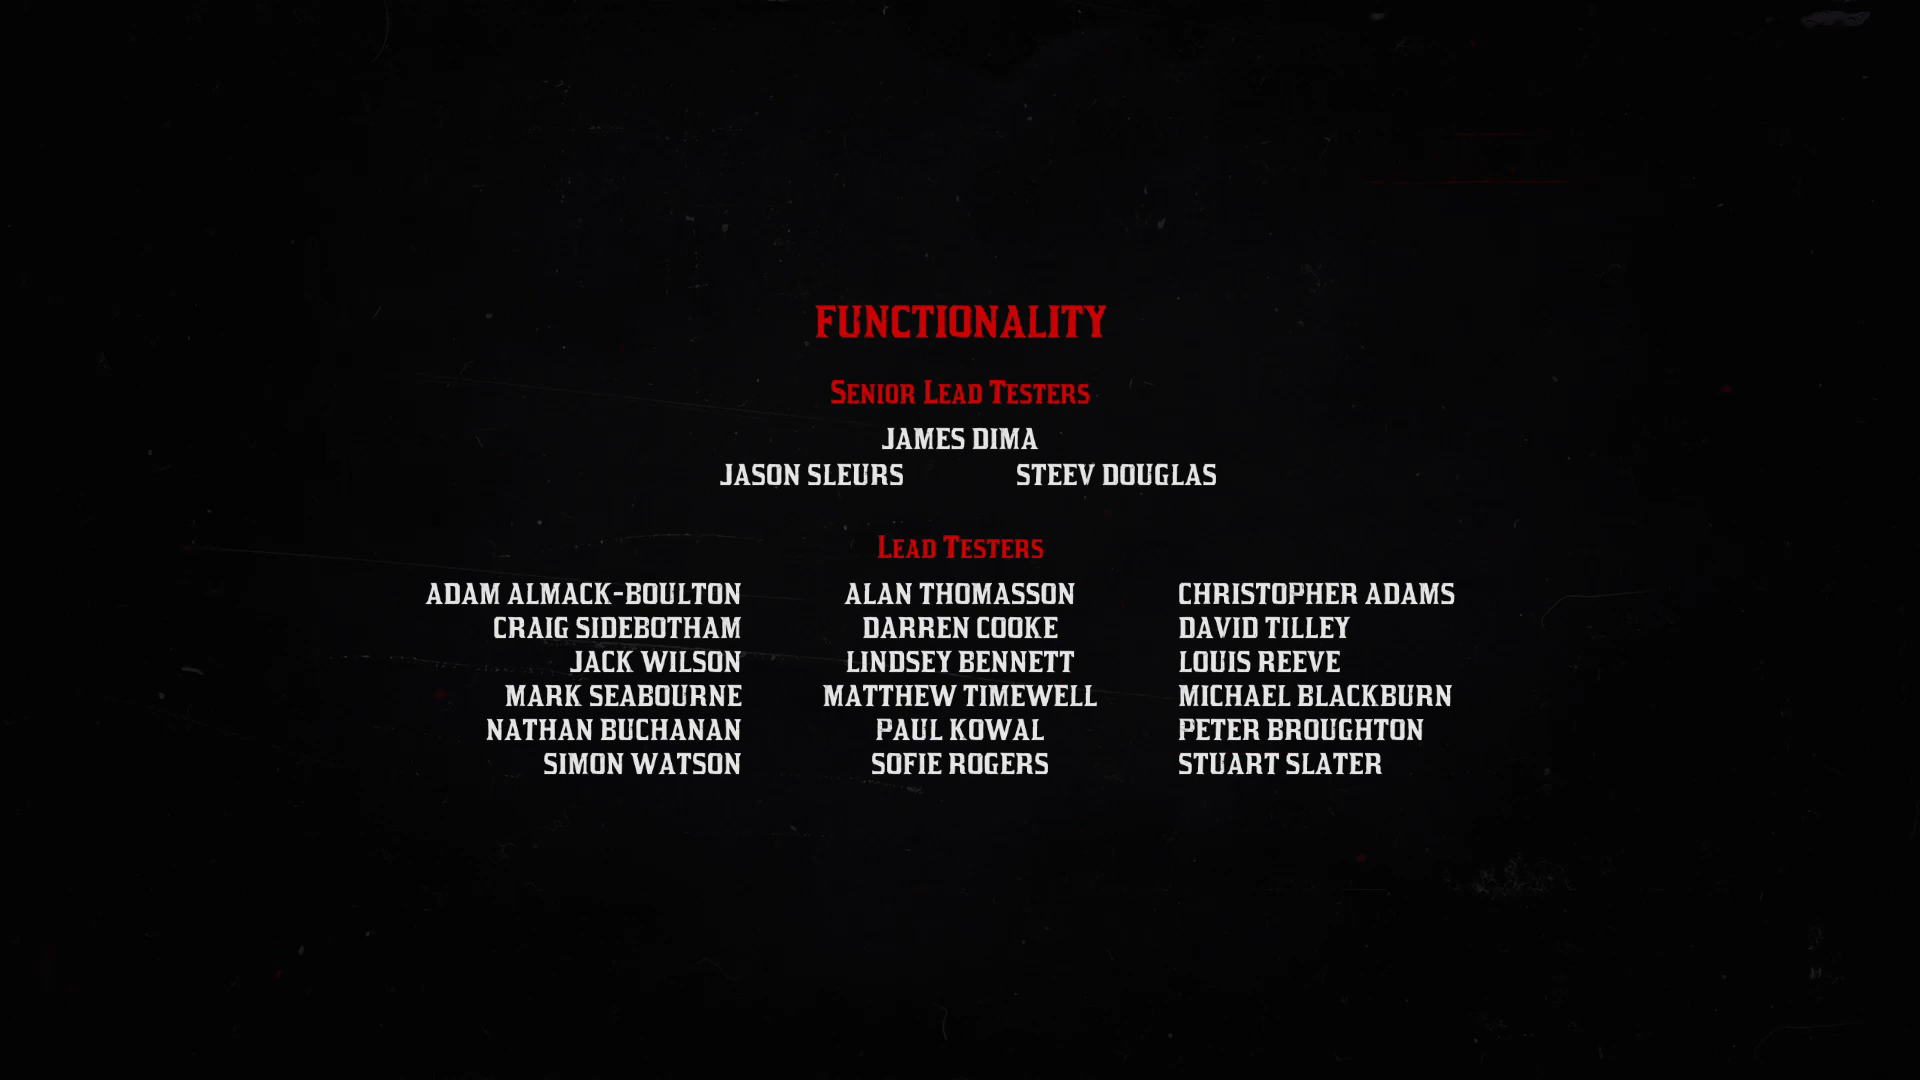 FUNCTIONALITY
SENIOR LEAD TESTERS
JAMES DIMA
JASON SLEURS STEEV DOUGLAS
LEAD TESTERS
ADAM ALMACK-BOULTON ALAN THOMASSON CHRISTOPHER ADAMS
CRAIG SIDEBOTHAM DARREN COOKE DAVID TILLEY
JACK WILSON LINDSEY BENNETT LOUIS REEVE
MARK SEABOURNE MATTHEW TIMEWELL MICHAEL BLACKBURN
NATHAN BUCHANAN PAUL KOWAL PETER BROUGHTON
SIMON WATSON SOFIE ROGERS STUART SLATER